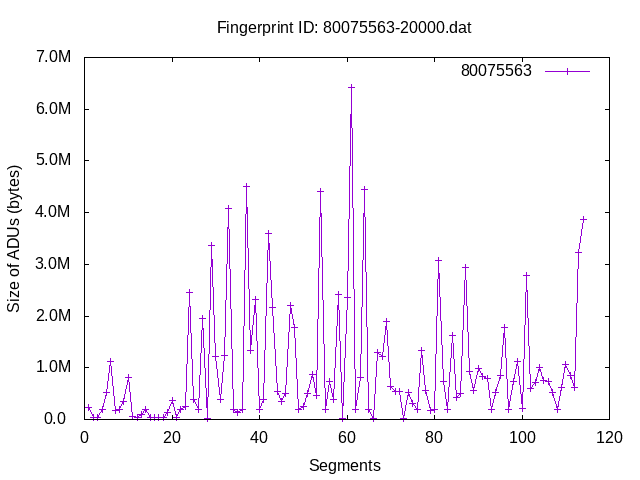 Fingerprint ID: 80075563-20000.dat
80075563
7.0M
6.0M
5.0M
4.0M
3.0M
2.0M
1.0M
0.0
Size of ADUs (bytes)
0 20 40 60 80 100 120
Segments